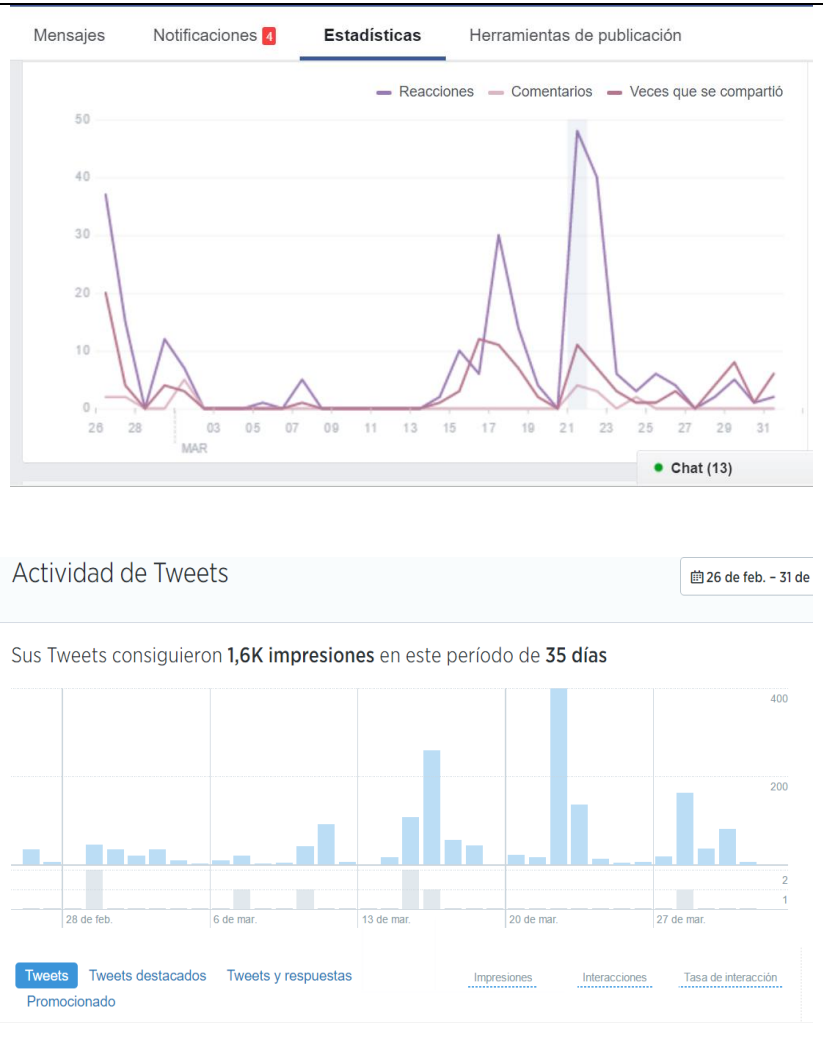 Mensajes Notificaciones 4 Estadísticas Herramientas de publicación
Reacciones Comentarios Veces que se compartió
50
40
30
20
10
0
26 28 03 05 07 09 11 13 15 17 19 21 23 25 27 29 31
MAR
Chat (13)
Actividad de Tweets
26 de feb. – 31 de
Sus Tweets consiguieron 1,6K impresiones en este período de 35 días
400
200
2
1
28 de feb. 6 de mar. 13 de mar. 20 de mar. 27 de mar.
Tweets Tweets destacados Tweets y respuestas Impresiones Interacciones Tasa de interacción
Promocionado